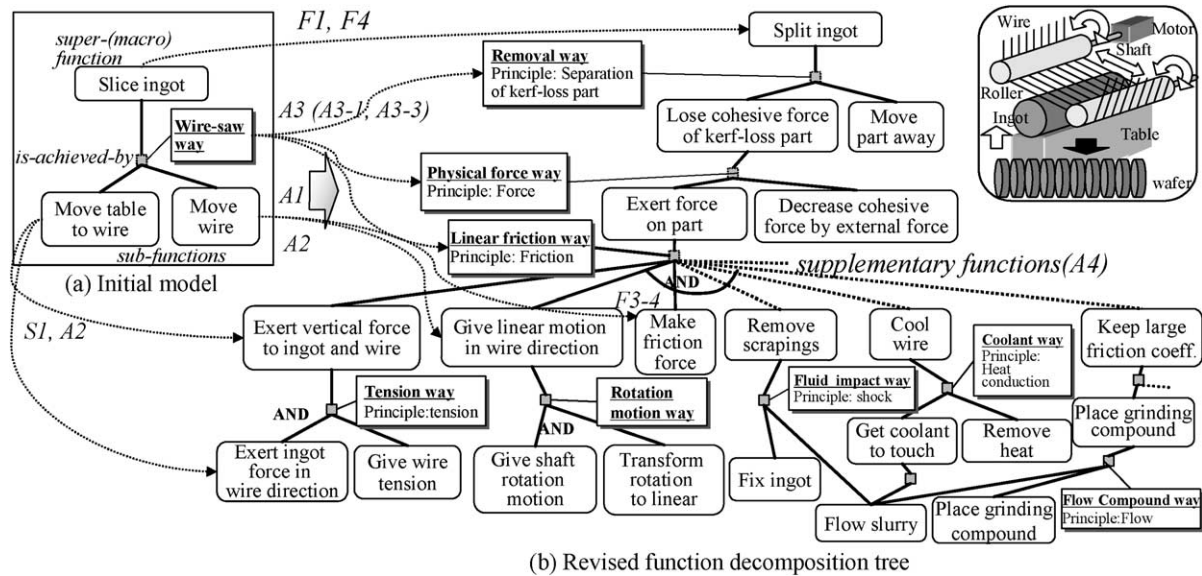 super-(macro)
function
Slice ingot
Wire-saw
way
is-achieved-by
Move table
to wire
Move
wire
sub-functions
(a) Initial model
F1, F4
A3 (A3-1, A3-3)
A1
A2
S1, A2
F3-4
Removal way
Principle: Separation
of kerf-loss part
Split ingot
Lose cohesive force
of kerf-loss part
Move
part away
Physical force way
Principle: Force
Exert force
on part
Decrease cohesive
force by external force
Linear friction way
Principle: Friction
AND
supplementary functions(A4)
Exert vertical force
to ingot and wire
Give linear motion
in wire direction
Make
friction
force
Remove
scrapings
Cool
wire
Keep large
friction coeff.
Tension way
Principle:tension
AND
Rotation
motion way
AND
Fluid impact way
Principle: shock
Coolant way
Principle:
Heat
conduction
Exert ingot
force in
wire direction
Give wire
tension
Give shaft
rotation
motion
Transform
rotation
to linear
Fix ingot
Get coolant
to touch
Remove
heat
Place grinding
compound
Flow slurry
Place grinding
compound
Flow Compound way
Principle:Flow
Wire
Motor
Shaft
Roller
Ingot
Table
wafer
(b) Revised function decomposition tree